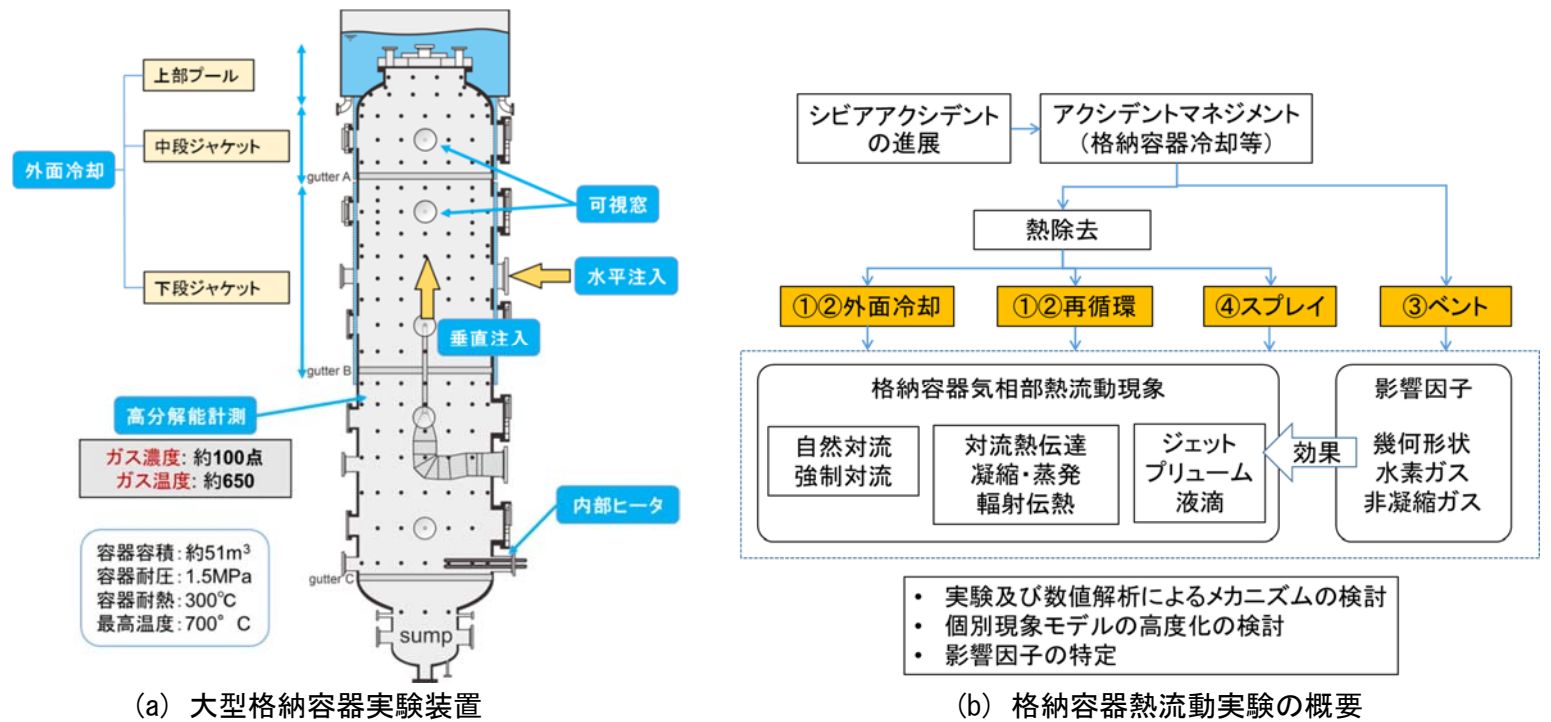 上部プール
中段ジャケット
外面冷却
下段ジャケット
gutter A
gutter B
gutter C
可視窓
水平注入
垂直注入
高分解能計測
ガス濃度: 約100点
ガス温度: 約650
内部ヒータ
容器容積:約51m³
容器耐圧:1.5MPa
容器耐熱:300℃
最高温度:700° C
sump
(a) 大型格納容器実験装置
シビアアクシデント
の進展
アクシデントマネジメント
(格納容器冷却等)
熱除去
①②外面冷却
①②再循環
④スプレイ
③ベント
格納容器気相部熱流動現象
自然対流
強制対流
対流熱伝達
凝縮・蒸発
輻射伝熱
ジェット
プリューム
液滴
効果
影響因子
幾何形状
水素ガス
非凝縮ガス
• 実験及び数値解析によるメカニズムの検討
• 個別現象モデルの高度化の検討
• 影響因子の特定
(b) 格納容器熱流動実験の概要